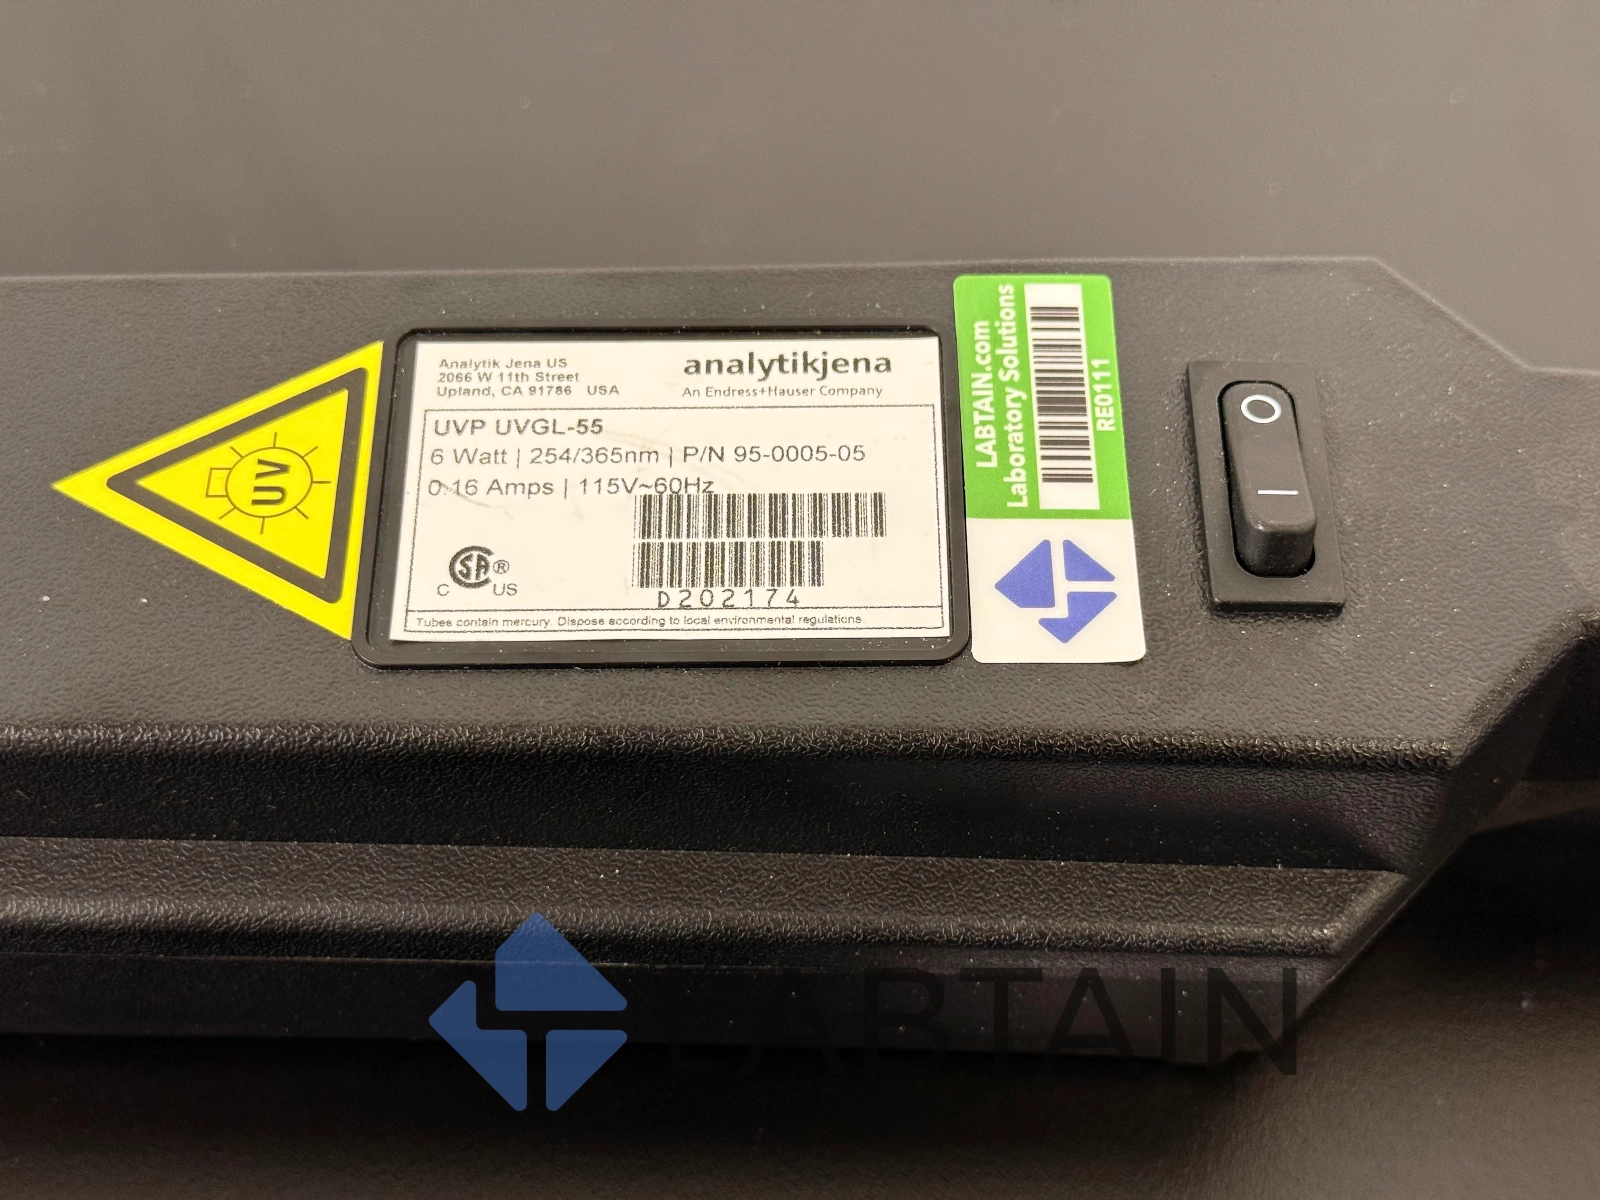 UV
Analytik Jena US
2066 W 11th Street
Upland, CA 91786 USA
analytikjena
An Endress+Hauser Company
UVP UVGL-55
6 Watt | 254/365nm | P/N 95-0005-05
0.16 Amps | 115V~60Hz
C SA ® US
D202174
Tubes contain mercury. Dispose according to local environmental regulations.
LABTAIN.com
Laboratory Solutions
RE0111
O
I
LABTAIN